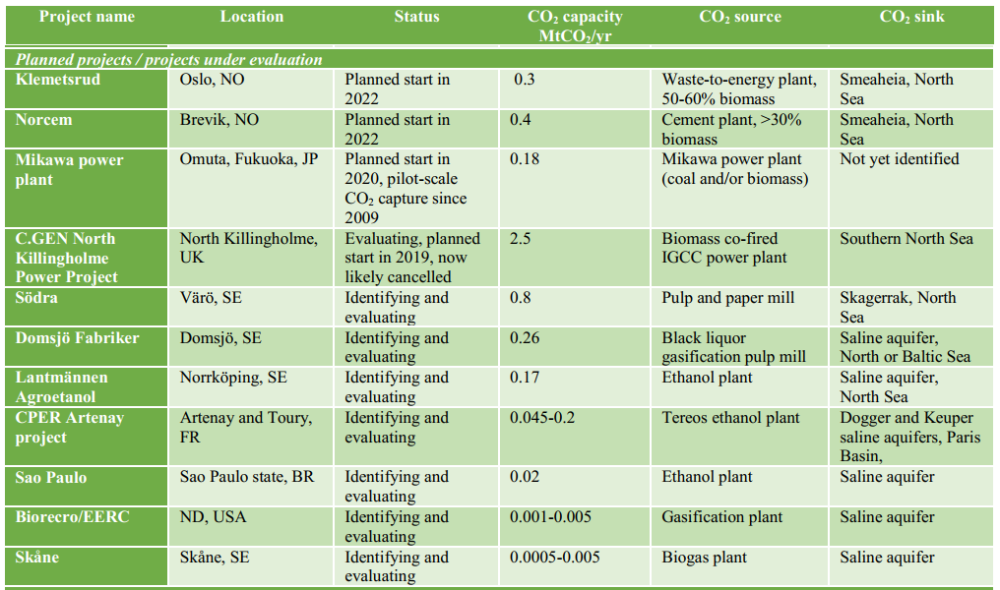 Project name Location Status CO₂ capacity CO₂ source CO₂ sink
MtCO₂/yr
Planned projects / projects under evaluation
Klemetsrud Oslo, NO Planned start in 0.3 Waste-to-energy plant, Smeaheia, North
2022 50-60% biomass Sea
Norcem Brevik, NO Planned start in 0.4 Cement plant, >30% Smeaheia, North
2022 biomass Sea
Mikawa power Omuta, Fukuoka, JP Planned start in 0.18 Mikawa power plant Not yet identified
plant 2020, pilot-scale (coal and/or biomass)
CO₂ capture since
2009
C.GEN North North Killingholme, Evaluating, planned 2.5 Biomass co-fired Southern North Sea
Killingholme UK start in 2019, now IGCC power plant
Power Project likely cancelled
Södra Värö, SE Identifying and 0.8 Pulp and paper mill Skagerrak, North
evaluating Sea
Domsjö Fabriker Domsjö, SE Identifying and 0.26 Black liquor Saline aquifer,
evaluating gasification pulp mill North or Baltic Sea
Lantmännen Norrköping, SE Identifying and 0.17 Ethanol plant Saline aquifer,
Agroetanol evaluating North Sea
CPER Artenay Artenay and Toury, Identifying and 0.045-0.2 Tereos ethanol plant Dogger and Keuper
project FR evaluating saline aquifers, Paris
Basin,
Sao Paulo Sao Paulo state, BR Identifying and 0.02 Ethanol plant Saline aquifer
evaluating
Biorecro/EERC ND, USA Identifying and 0.001-0.005 Gasification plant Saline aquifer
evaluating
Skåne Skåne, SE Identifying and 0.0005-0.005 Biogas plant Saline aquifer
evaluating